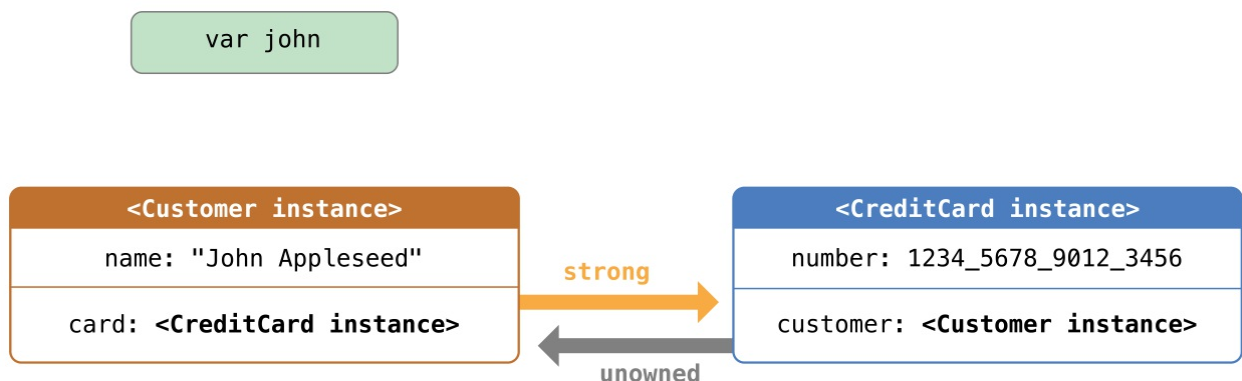 var john
<Customer instance>
name: "John Appleseed"
card: <CreditCard instance>
strong
unowned
<CreditCard instance>
number: 1234_5678_9012_3456
customer: <Customer instance>